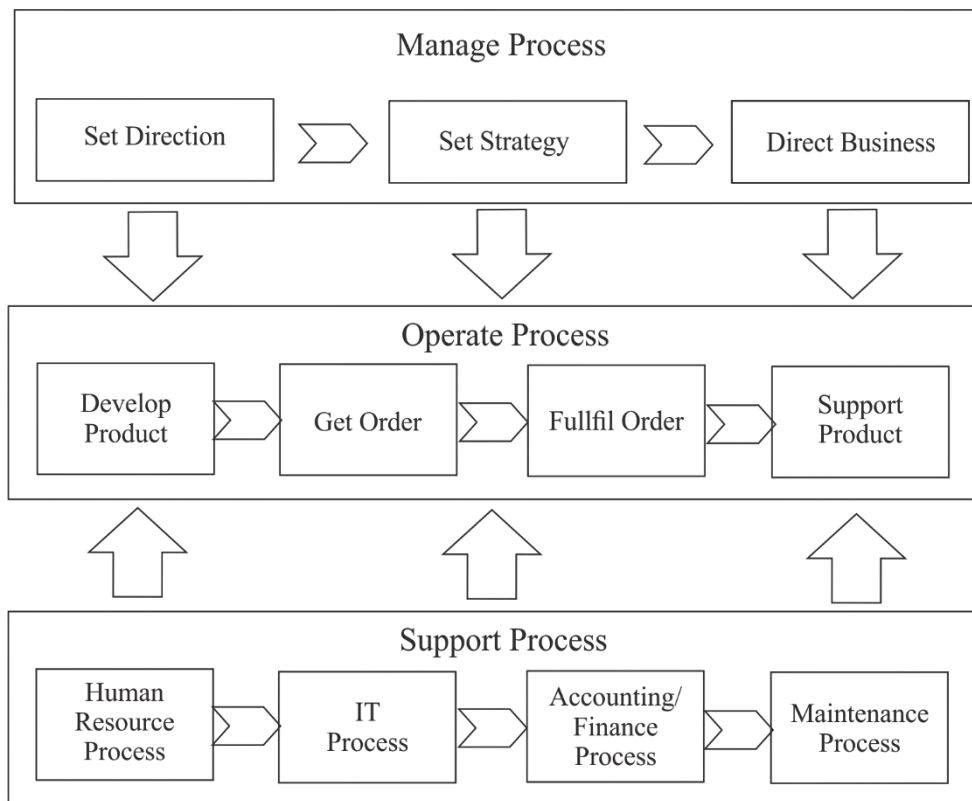 Manage Process
Set Direction
Set Strategy
Direct Business
Operate Process
Develop
Product
Get Order
Fullfil Order
Support
Product
Support Process
Human
Resource
Process
IT
Process
Accounting/
Finance
Process
Maintenance
Process